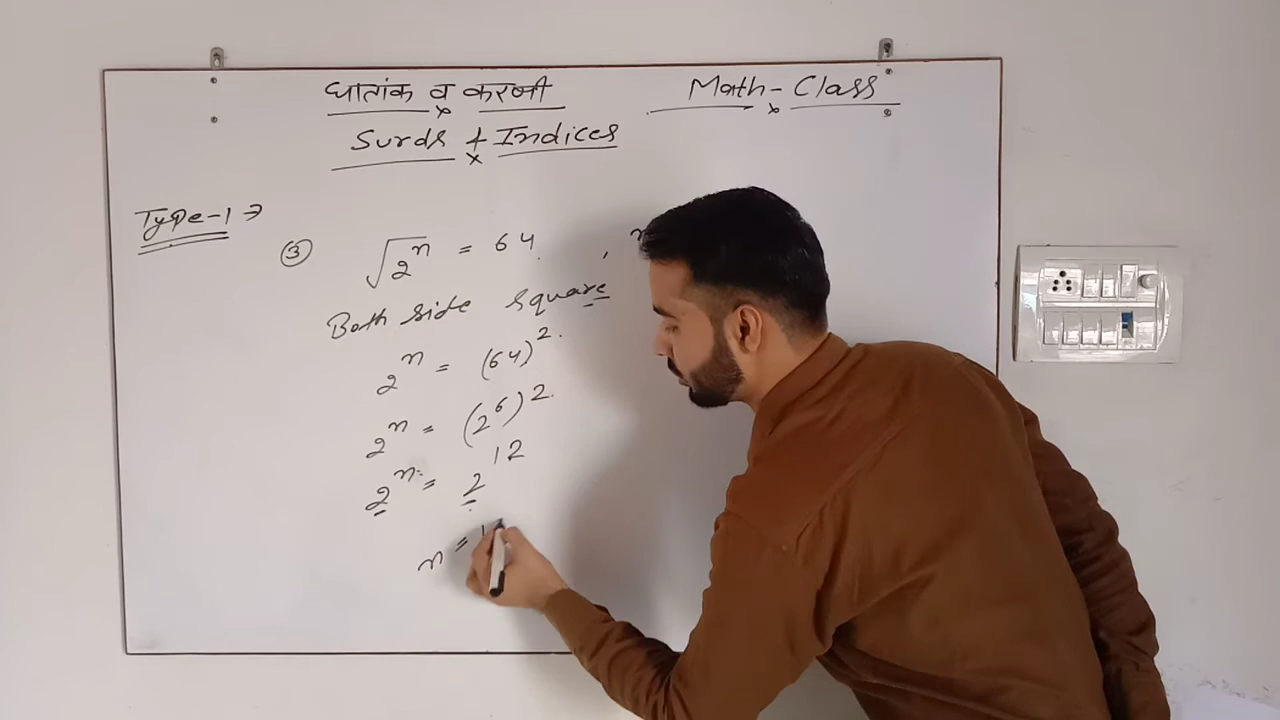 घातांक व करणी
Math-Class
Surds & Indices
Type-1 →
③ √2ⁿ = 64 ,
Both side square
2ⁿ = (64)².
2ⁿ = (2⁶)².
2ⁿ = 2¹²
n =